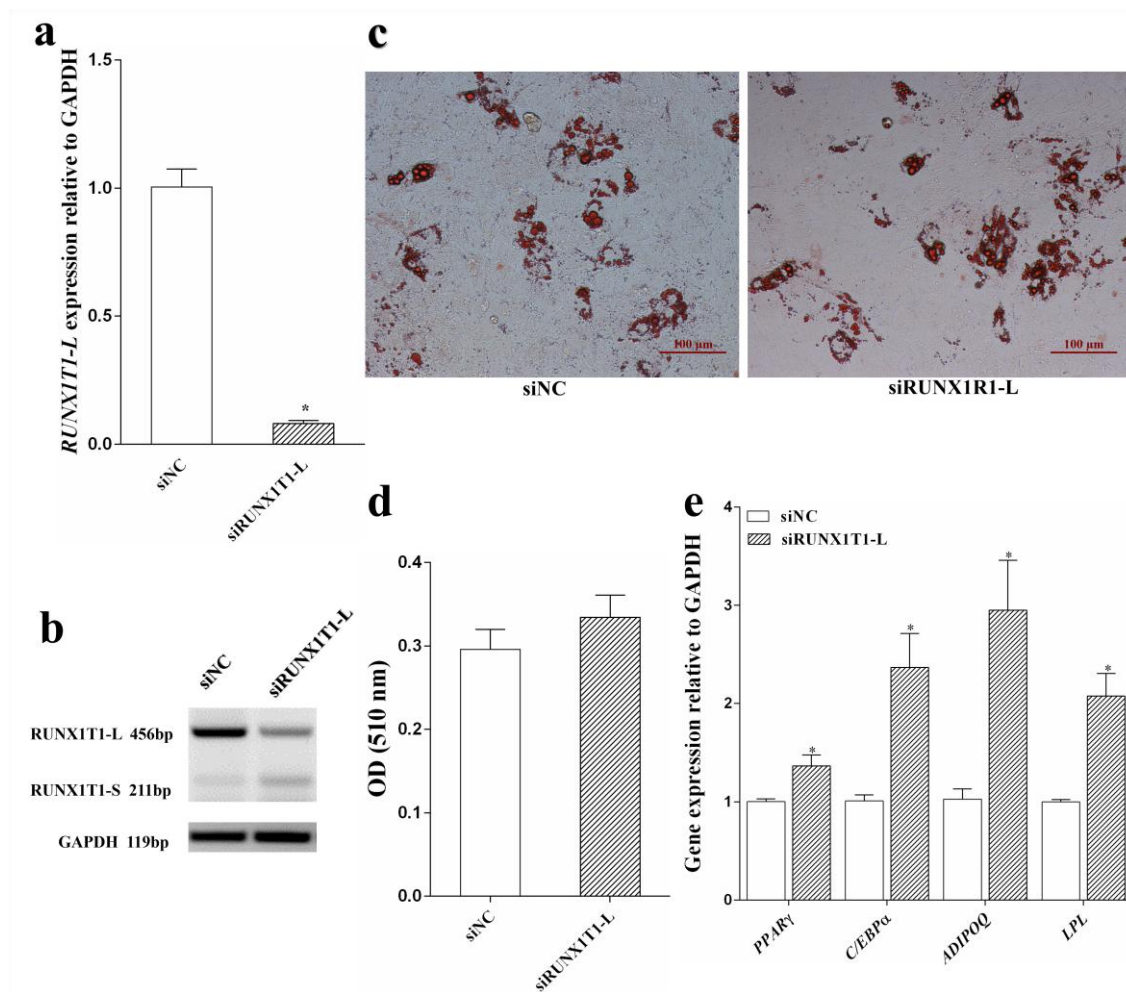 a
RUNX1T1-L expression relative to GAPDH
1.5
1.0
0.5
0.0
*
siNC
siRUNX1T1-L
c
100 μm
siNC
100 μm
siRUNX1R1-L
b
siNC
siRUNX1T1-L
RUNX1T1-L 456bp
RUNX1T1-S 211bp
GAPDH 119bp
d
OD (510 nm)
0.4
0.3
0.2
0.1
0.0
siNC
siRUNX1T1-L
e
Gene expression relative to GAPDH
4
3
2
1
0
siNC
siRUNX1T1-L
*
*
*
*
PPARγ
C/EBPα
ADIPOQ
LPL